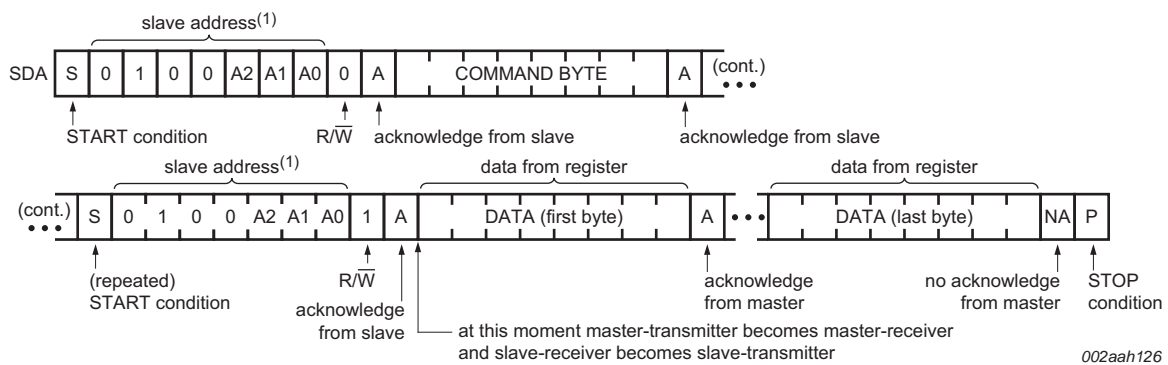 slave address(1)
SDA S 0 1 0 0 A2 A1 A0 0 A COMMAND BYTE A (cont.) •••
START condition R/W̅ acknowledge from slave acknowledge from slave
slave address(1) data from register data from register
(cont.) ••• S 0 1 0 0 A2 A1 A0 1 A DATA (first byte) A ••• DATA (last byte) NA P
(repeated)
START condition
R/W̅
acknowledge
from slave
acknowledge
from master
no acknowledge
from master
STOP
condition
at this moment master-transmitter becomes master-receiver
and slave-receiver becomes slave-transmitter
002aah126